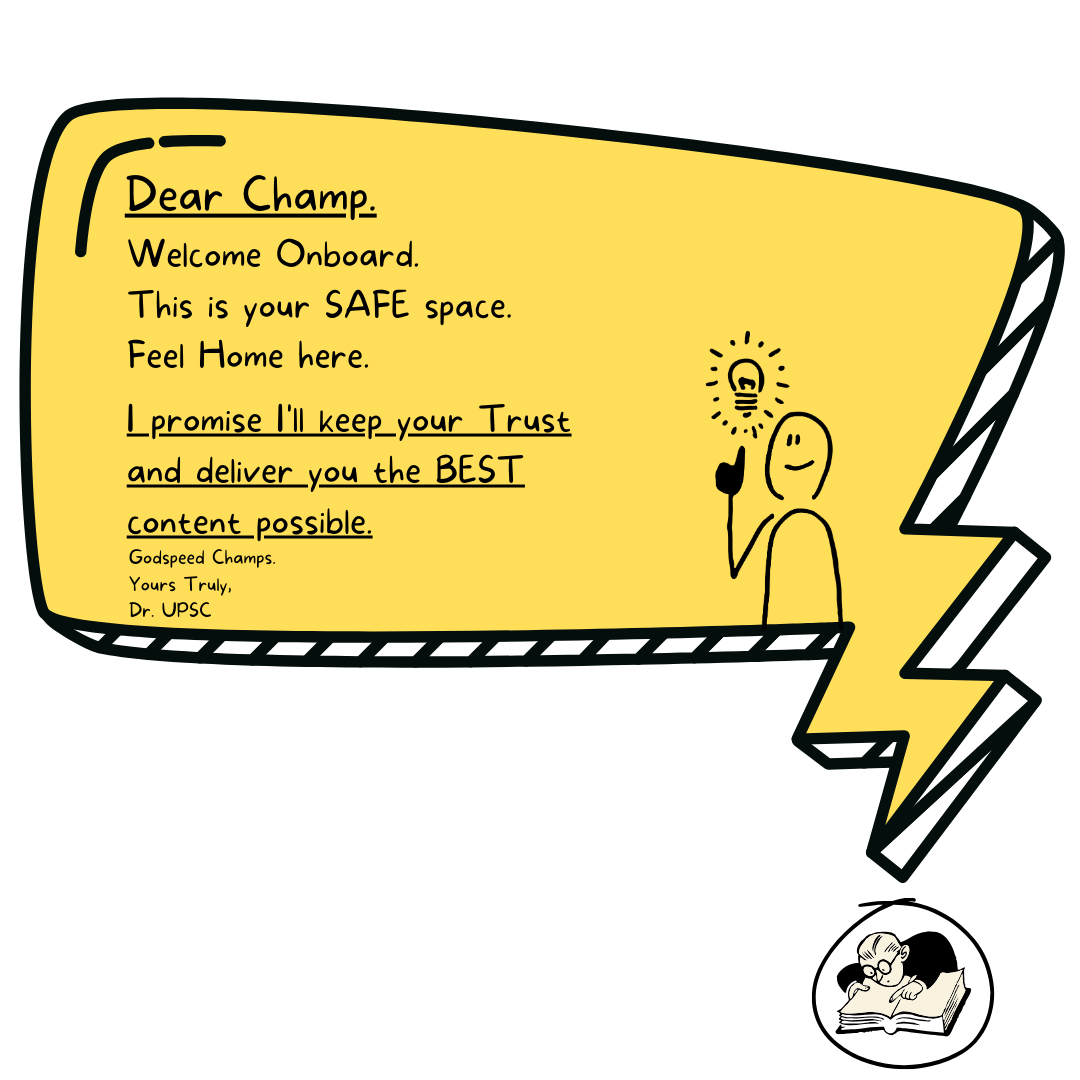 Dear Champ.
Welcome Onboard.
This is your SAFE space.
Feel Home here.
I promise I'll keep your Trust
and deliver you the BEST
content possible.
Godspeed Champs.
Yours Truly,
Dr. UPSC